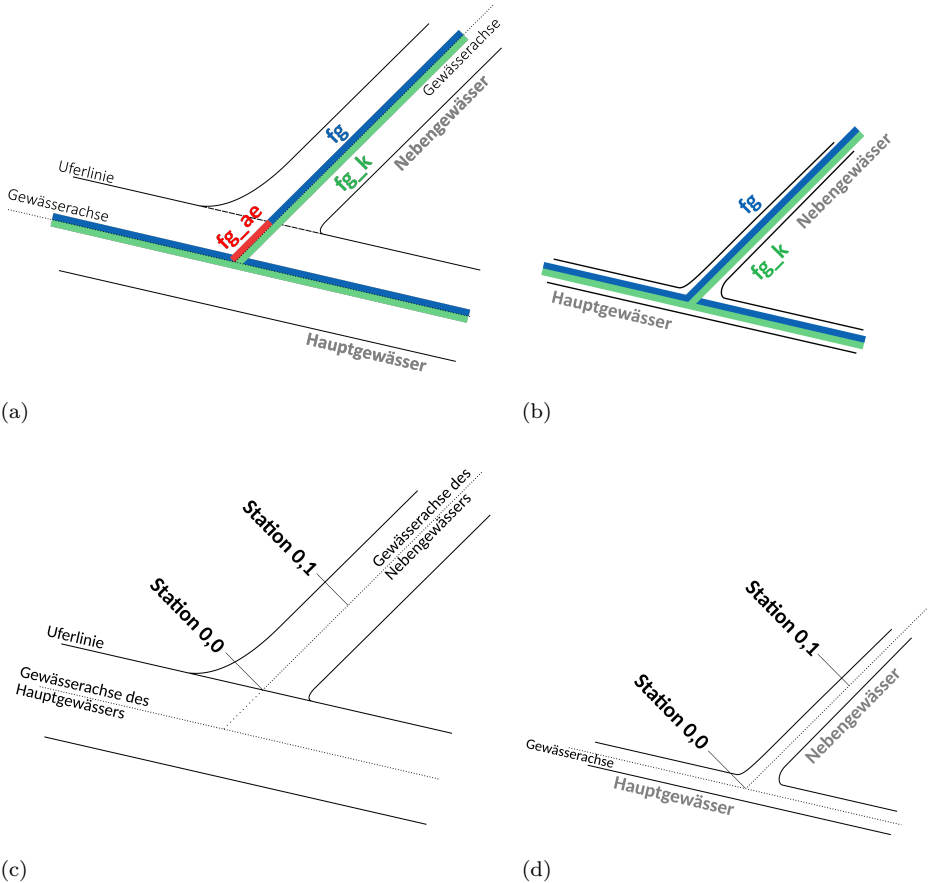 Gewässerachse
Nebengewässer
fg
fg_k
Uferlinie
Gewässerachse
fg_ae
Hauptgewässer
(a)
fg
Nebengewässer
fg_k
Hauptgewässer
(b)
Gewässerachse des
Nebengewässers
Station 0,1
Station 0,0
Uferlinie
Gewässerachse des
Hauptgewässers
(c)
Station 0,1
Station 0,0
Nebengewässer
Gewässerachse
Hauptgewässer
(d)